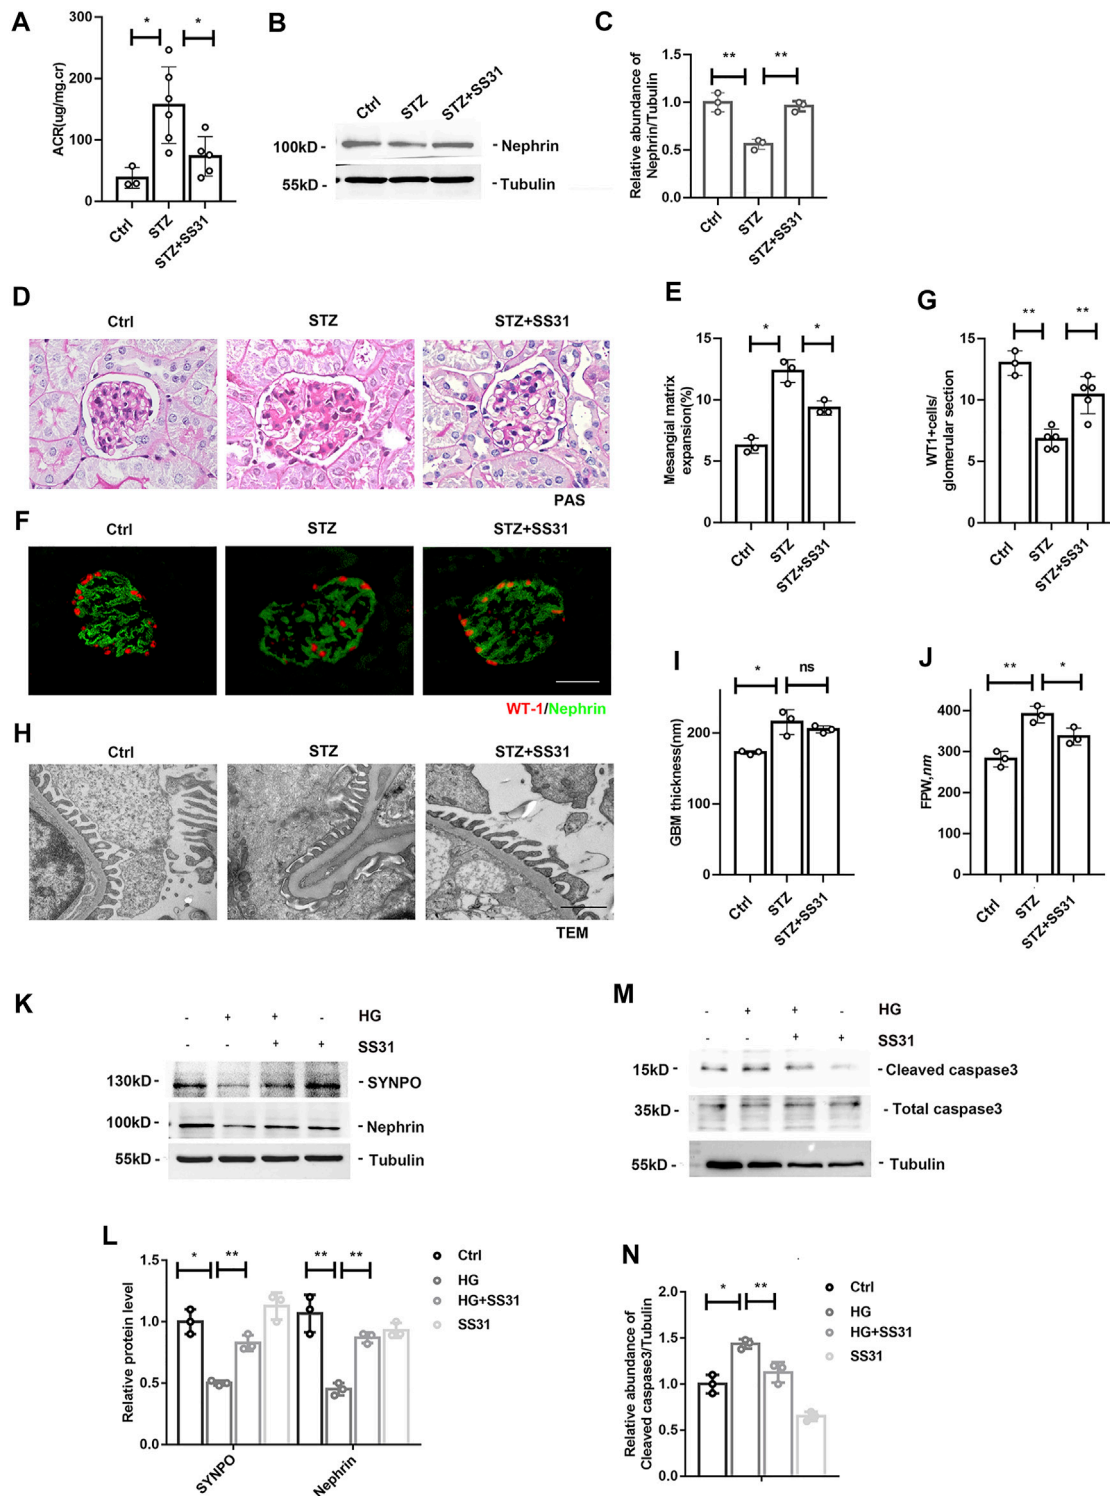 A
300
200
100
0
ACR(ug/mg.cr)
* *
Ctrl
STZ
STZ+SS31
B
Ctrl STZ STZ+SS31
100kD - - Nephrin
55kD - - Tubulin
C
1.5
1.0
0.5
0.0
Relative abundance of
Nephrin/Tubulin
** **
Ctrl
STZ
STZ+SS31
D
Ctrl STZ STZ+SS31
PAS
E
15
10
5
0
Mesangial matrix
expansion(%)
* *
Ctrl
STZ
STZ+SS31
G
15
10
5
0
WT1+cells/
glomerular section
** **
Ctrl
STZ
STZ+SS31
F
Ctrl STZ STZ+SS31
WT-1/Nephrin
H
Ctrl STZ STZ+SS31
TEM
I
200
100
0
GBM thickness(nm)
* ns
Ctrl
STZ
STZ+SS31
J
400
300
200
100
0
FPW,nm
** *
Ctrl
STZ
STZ+SS31
K
- + + - HG
- - + + SS31
130kD - - SYNPO
100kD - - Nephrin
55kD - - Tubulin
M
- + + - HG
- - + + SS31
15kD - - Cleaved caspase3
35kD - - Total caspase3
55kD - - Tubulin
L
1.5
1.0
0.5
0.0
Relative protein level
* ** ** **
SYNPO
Nephrin
Ctrl
HG
HG+SS31
SS31
N
2.0
1.5
1.0
0.5
0.0
Relative abundance of
Cleaved caspase3/Tubulin
* **
Ctrl
HG
HG+SS31
SS31